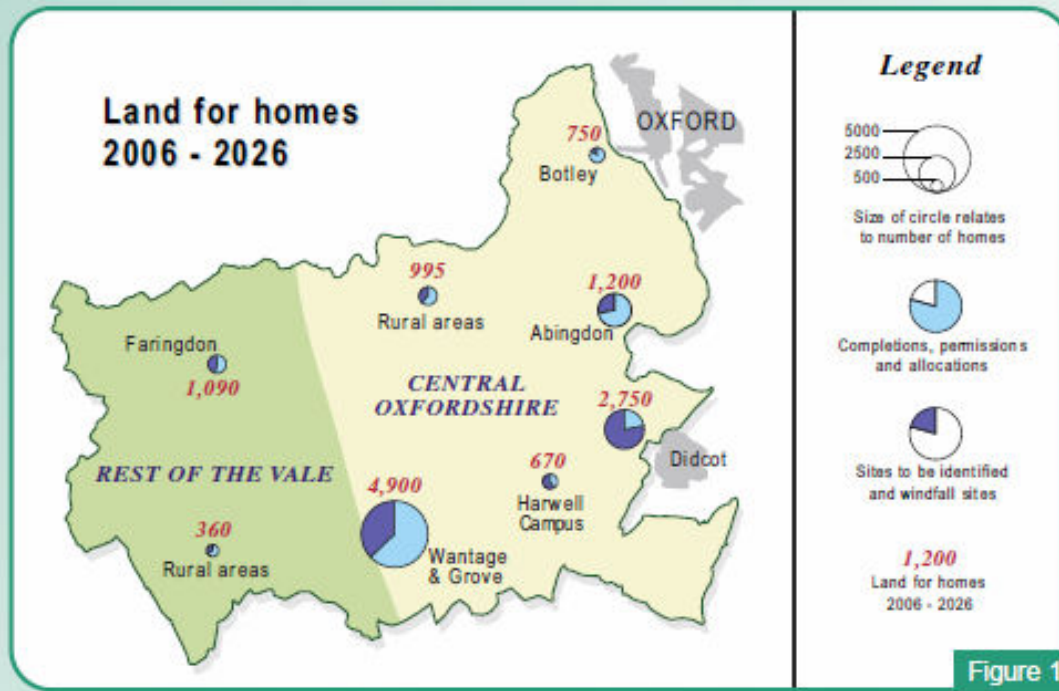 Land for homes
2006 - 2026
OXFORD
750
Botley
995
Rural areas
1,200
Abingdon
Faringdon
1,090
CENTRAL
OXFORDSHIRE
2,750
Didcot
REST OF THE VALE
4,900
Wantage
& Grove
670
Harwell
Campus
360
Rural areas
Legend
5000
2500
500
Size of circle relates
to number of homes
Completions, permissions
and allocations
Sites to be identified
and windfall sites
1,200
Land for homes
2006 - 2026
Figure 1